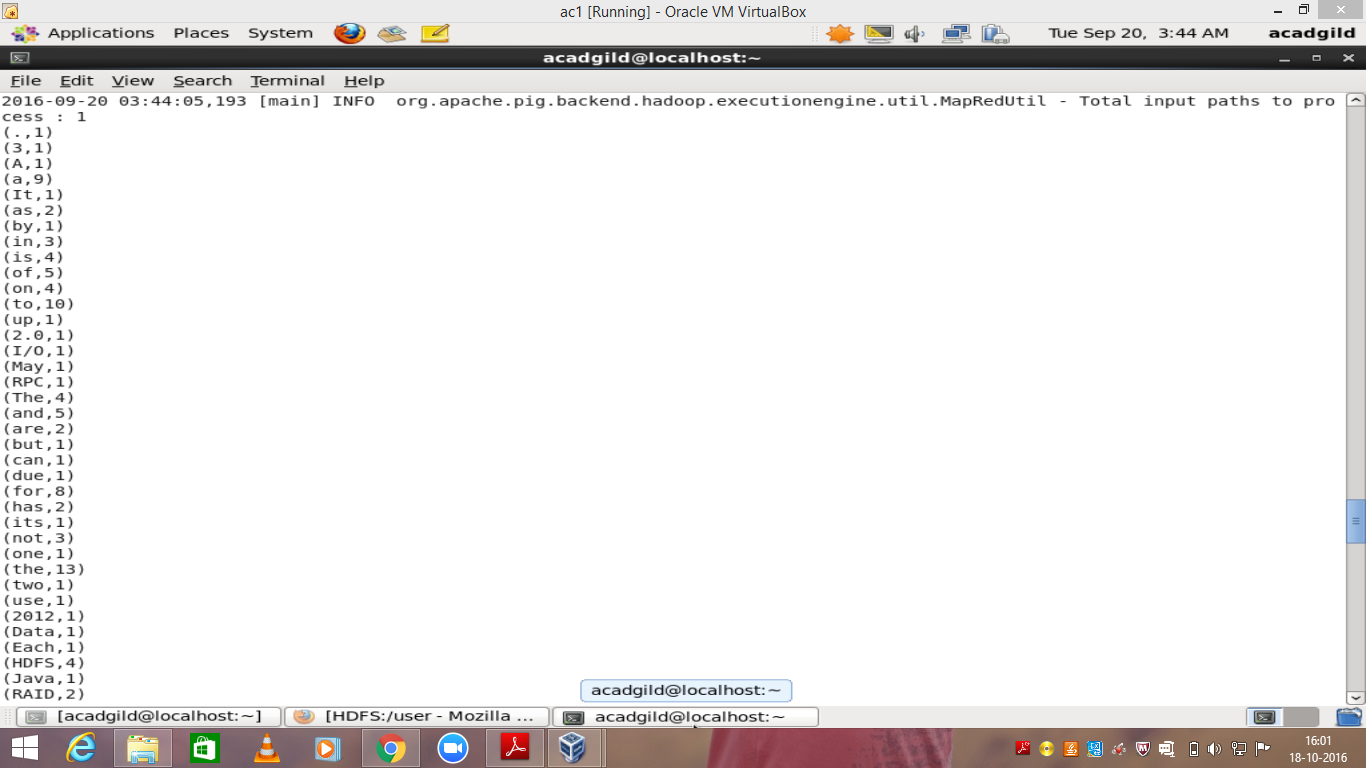 ac1 [Running] - Oracle VM VirtualBox
Applications Places System Tue Sep 20, 3:44 AM acadgild
acadgild@localhost:~
File Edit View Search Terminal Help
2016-09-20 03:44:05,193 [main] INFO  org.apache.pig.backend.hadoop.executionengine.util.MapRedUtil - Total input paths to pro
cess : 1
(.,1)
(3,1)
(A,1)
(a,9)
(It,1)
(as,2)
(by,1)
(in,3)
(is,4)
(of,5)
(on,4)
(to,10)
(up,1)
(2.0,1)
(I/O,1)
(May,1)
(RPC,1)
(The,4)
(and,5)
(are,2)
(but,1)
(can,1)
(due,1)
(for,8)
(has,2)
(its,1)
(not,3)
(one,1)
(the,13)
(two,1)
(use,1)
(2012,1)
(Data,1)
(Each,1)
(HDFS,4)
(Java,1)
(RAID,2)
acadgild@localhost:~
[acadgild@localhost:~] [HDFS:/user - Mozilla ... acadgild@localhost:~
16:01
18-10-2016